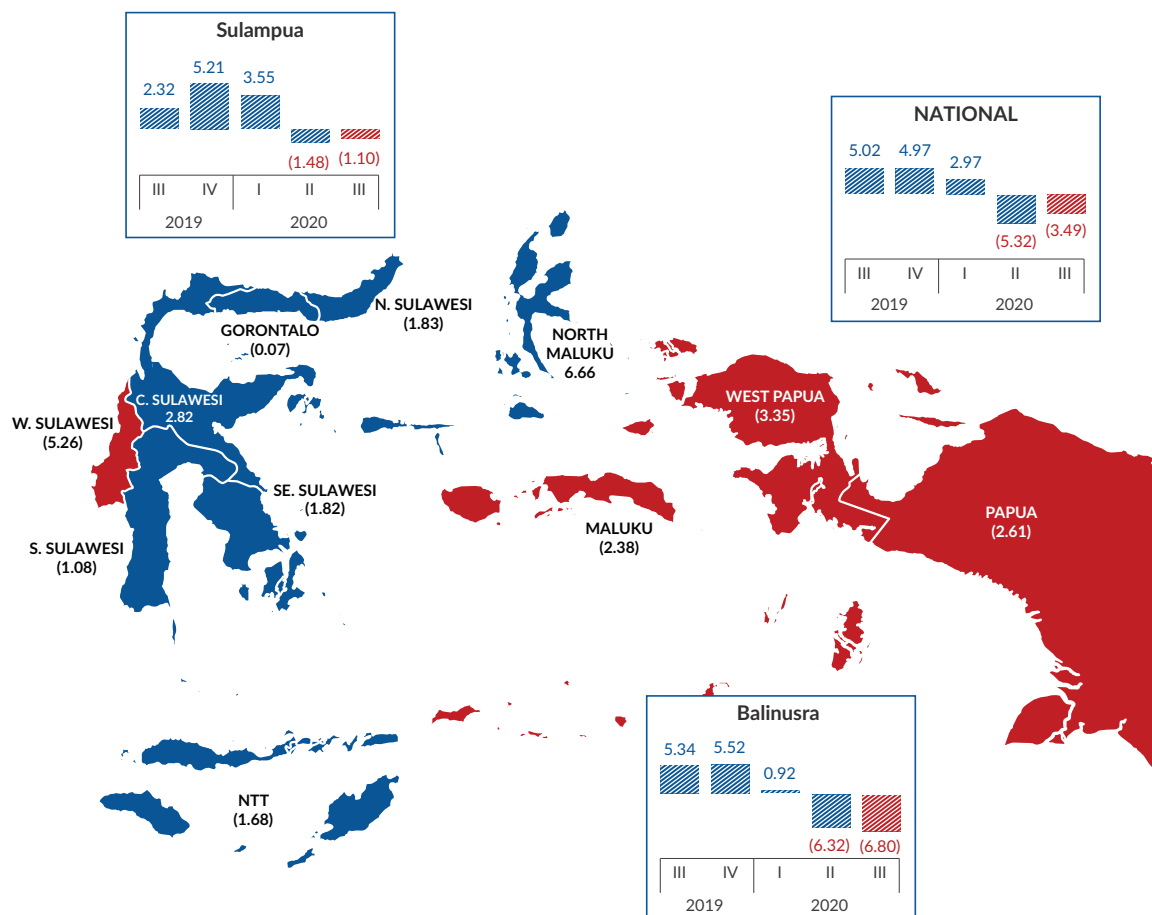 Sulampua
2.32
5.21
3.55
(1.48)
(1.10)
III IV I II III
2019 2020
NATIONAL
5.02
4.97
2.97
(5.32)
(3.49)
III IV I II III
2019 2020
N. SULAWESI
(1.83)
GORONTALO
(0.07)
NORTH
MALUKU
6.66
C. SULAWESI
2.82
W. SULAWESI
(5.26)
WEST PAPUA
(3.35)
SE. SULAWESI
(1.82)
S. SULAWESI
(1.08)
MALUKU
(2.38)
PAPUA
(2.61)
NTT
(1.68)
Balinusra
5.34
5.52
0.92
(6.32)
(6.80)
III IV I II III
2019 2020